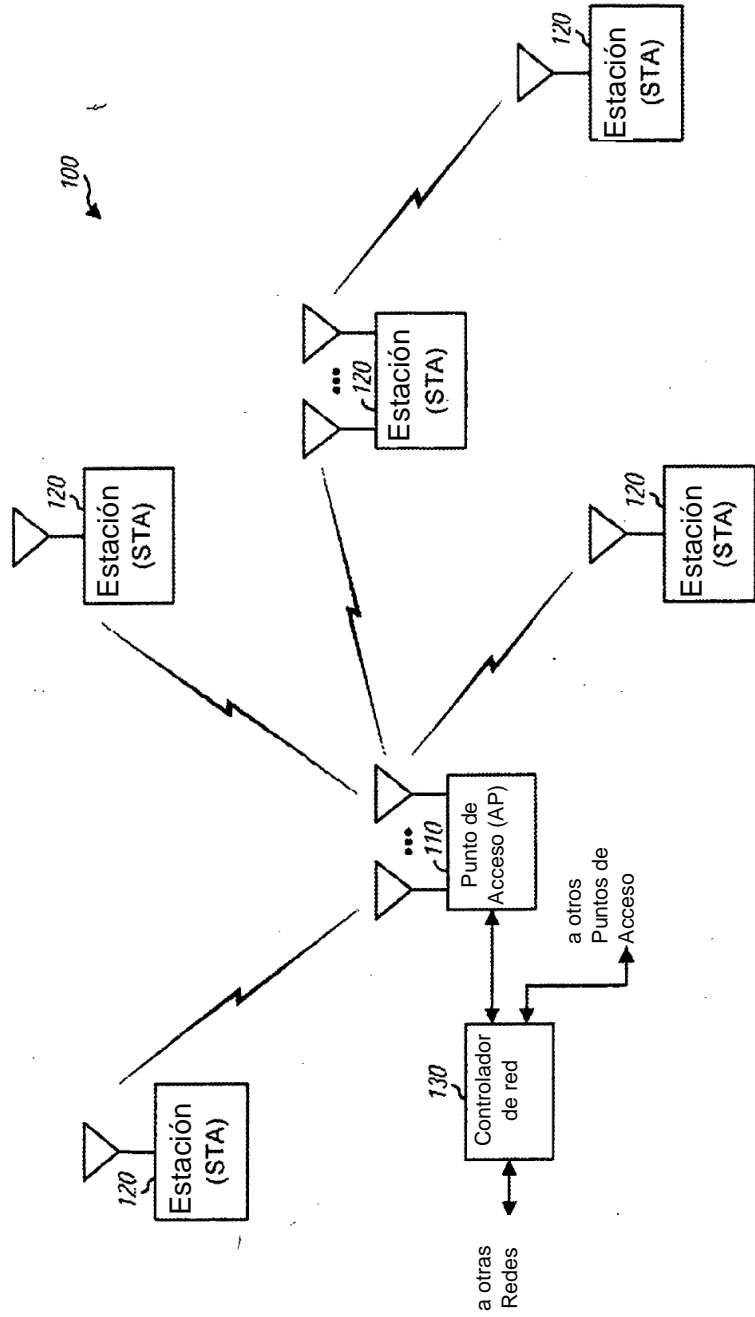 100
120
Estación
(STA)
120
Estación
(STA)
120
Estación
(STA)
120
Estación
(STA)
120
Estación
(STA)
110
Punto de
Acceso (AP)
130
Controlador
de red
a otros
Puntos de
Acceso
a otras
Redes